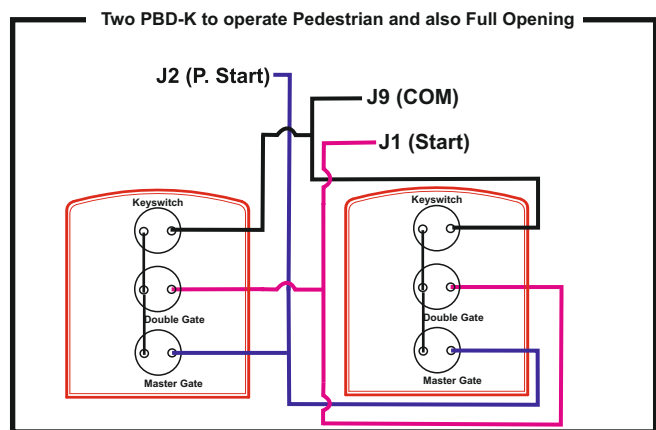 Two PBD-K to operate Pedestrian and also Full Opening
J2 (P. Start)
J9 (COM)
J1 (Start)
Keyswitch
Double Gate
Master Gate
Keyswitch
Double Gate
Master Gate